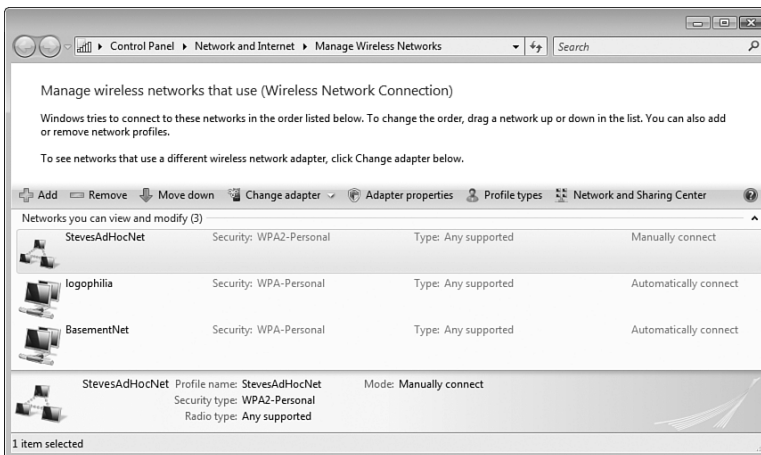 Control Panel Network and Internet Manage Wireless Networks Search
Manage wireless networks that use (Wireless Network Connection)
Windows tries to connect to these networks in the order listed below. To change the order, drag a network up or down in the list. You can also add
or remove network profiles.
To see networks that use a different wireless network adapter, click Change adapter below.
Add Remove Move down Change adapter Adapter properties Profile types Network and Sharing Center
Networks you can view and modify (3)
StevesAdHocNet Security: WPA2-Personal Type: Any supported Manually connect
logophilia Security: WPA-Personal Type: Any supported Automatically connect
BasementNet Security: WPA-Personal Type: Any supported Automatically connect
StevesAdHocNet Profile name: StevesAdHocNet Mode: Manually connect
Security type: WPA2-Personal
Radio type: Any supported
1 item selected